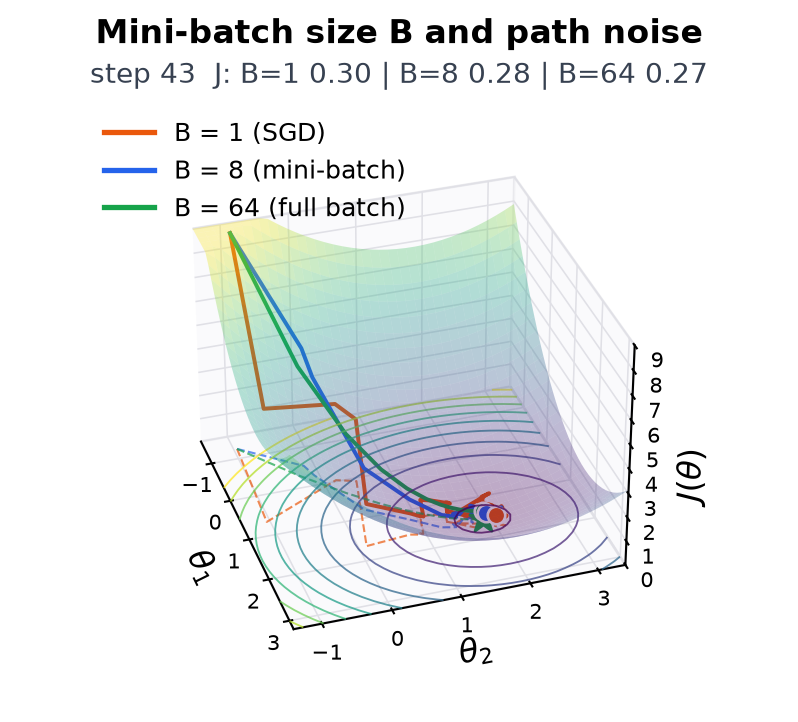 Mini-batch size B and path noise
step 43  J: B=1 0.30 | B=8 0.28 | B=64 0.27
B = 1 (SGD)
B = 8 (mini-batch)
B = 64 (full batch)
9
8
7
6
5
4
3
2
1
0
J(θ)
−1
0
1
2
3
θ₁
−1
0
1
2
3
θ₂